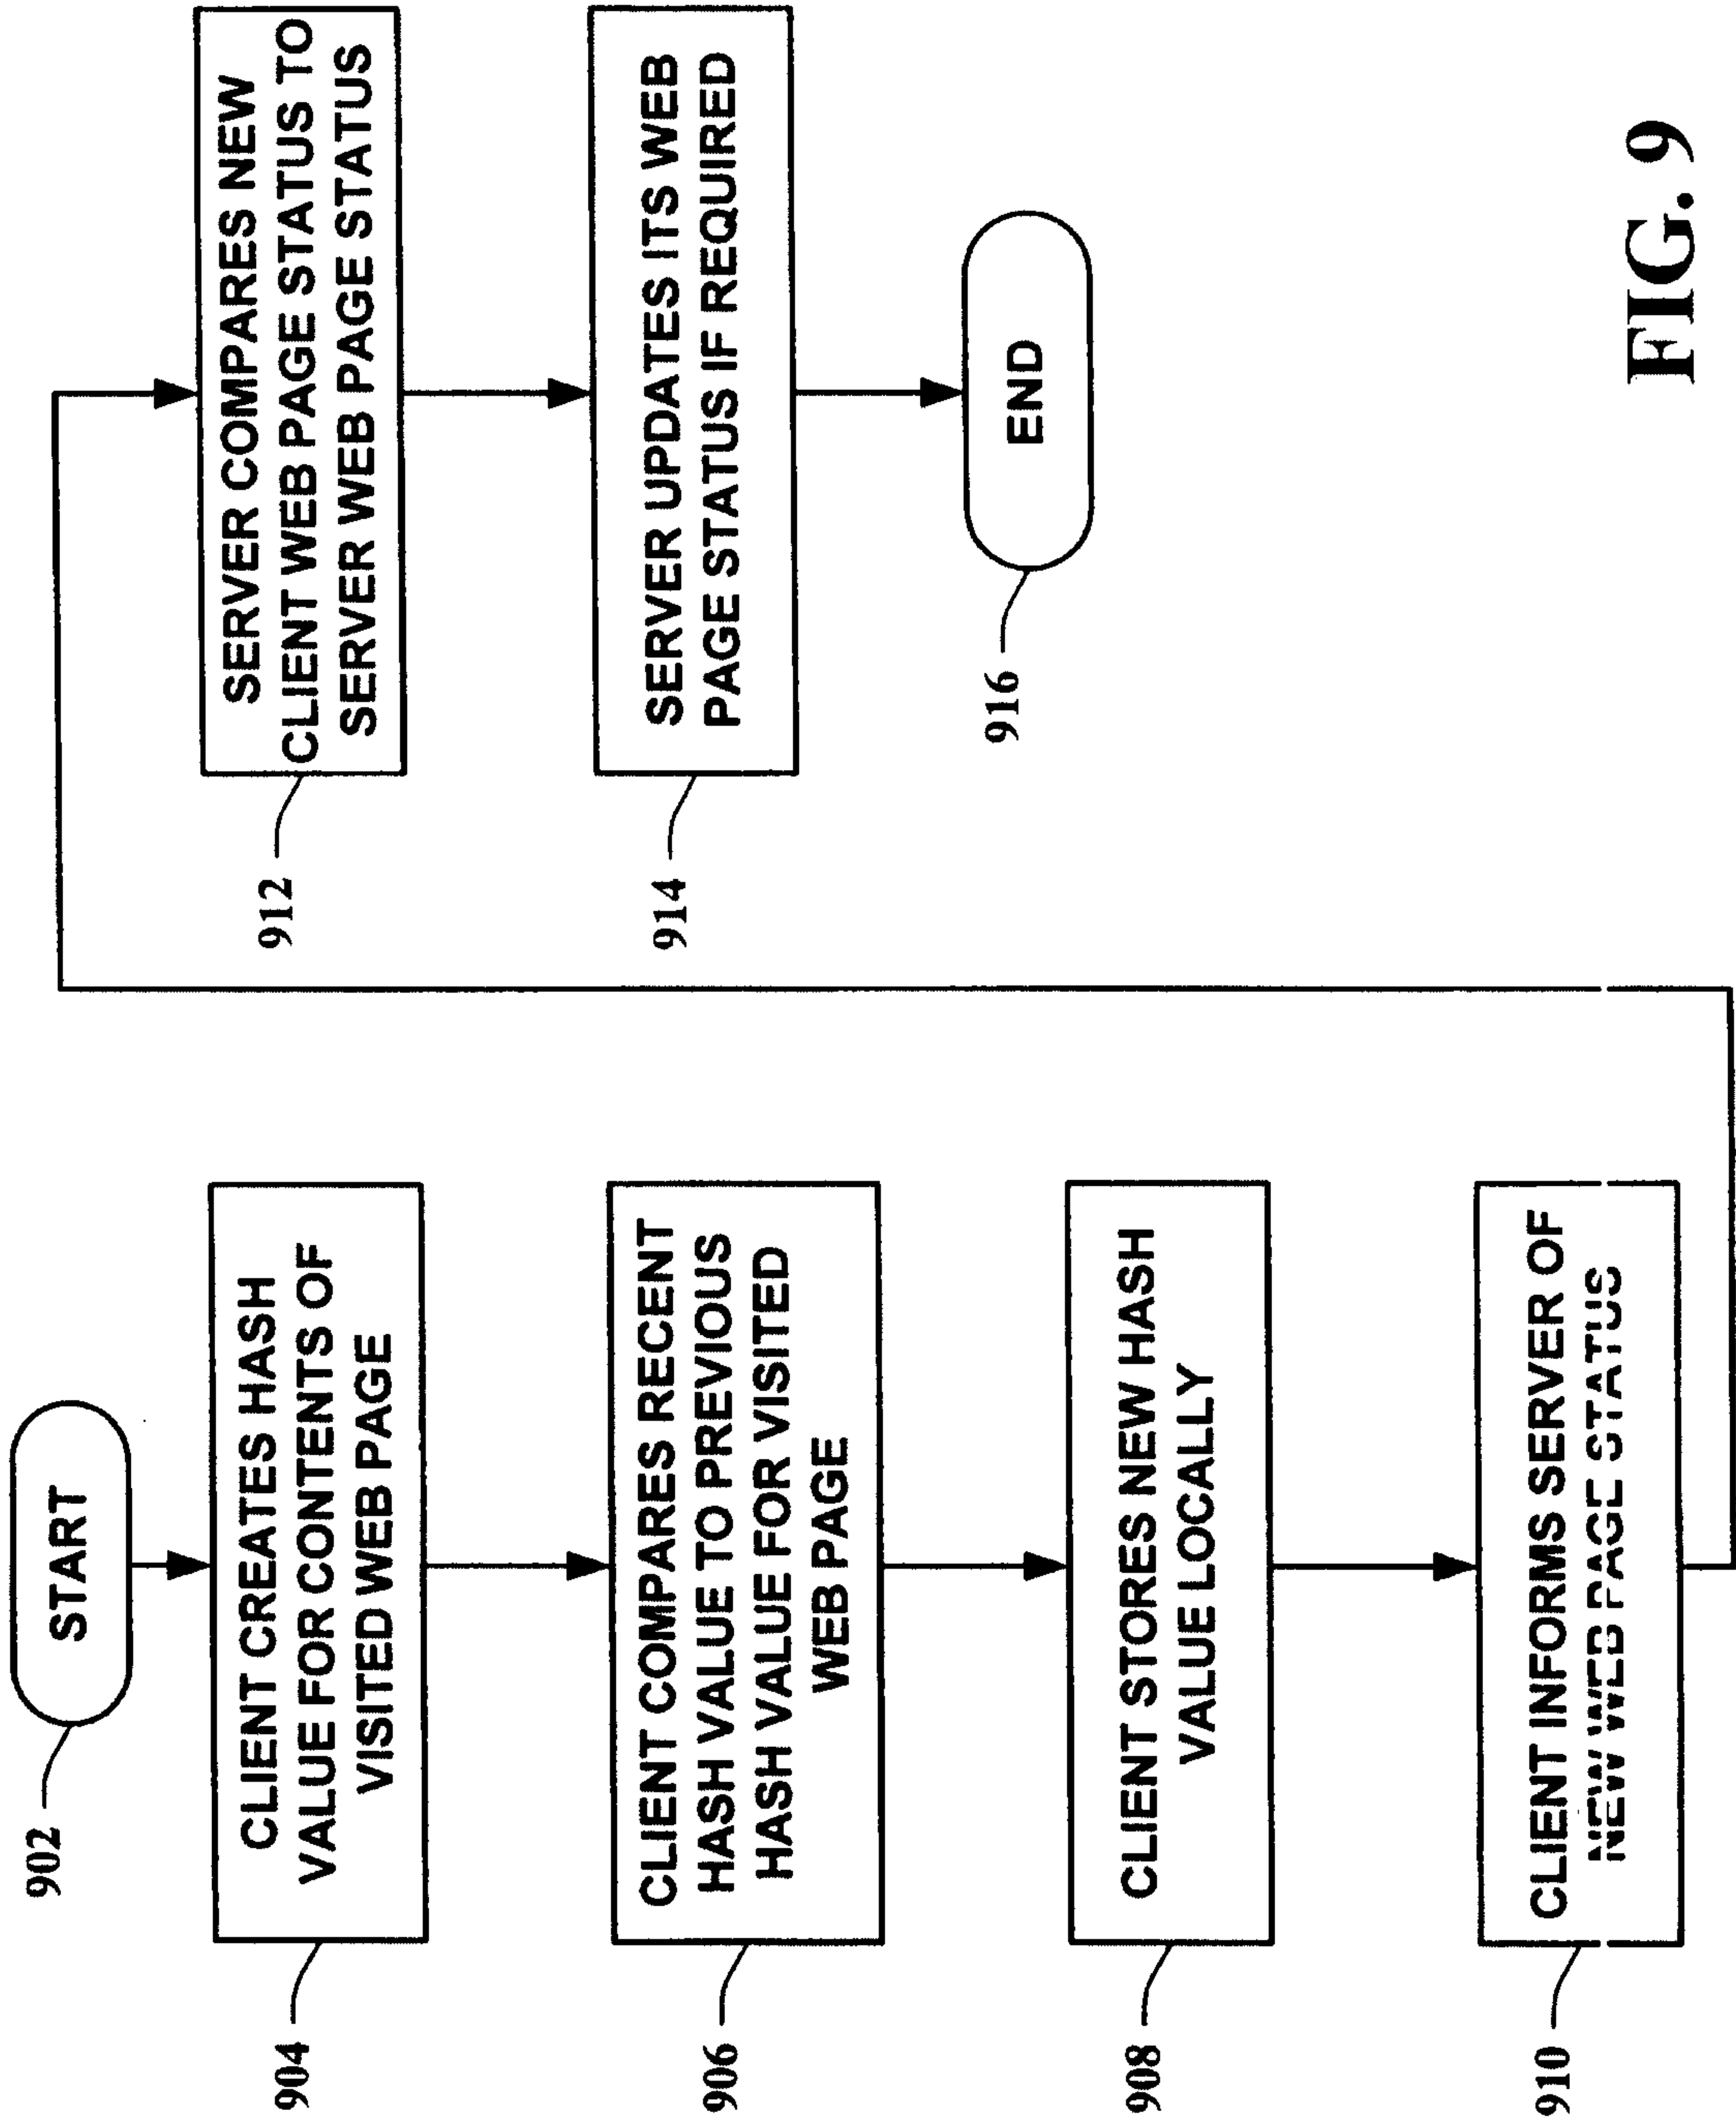 902
START
904
CLIENT CREATES HASH
VALUE FOR CONTENTS OF
VISITED WEB PAGE
906
CLIENT COMPARES RECENT
HASH VALUE TO PREVIOUS
HASH VALUE FOR VISITED
WEB PAGE
908
CLIENT STORES NEW HASH
VALUE LOCALLY
910
CLIENT INFORMS SERVER OF
NEW WEB PAGE STATUS
912
SERVER COMPARES NEW
CLIENT WEB PAGE STATUS TO
SERVER WEB PAGE STATUS
914
SERVER UPDATES ITS WEB
PAGE STATUS IF REQUIRED
916
END
FIG. 9